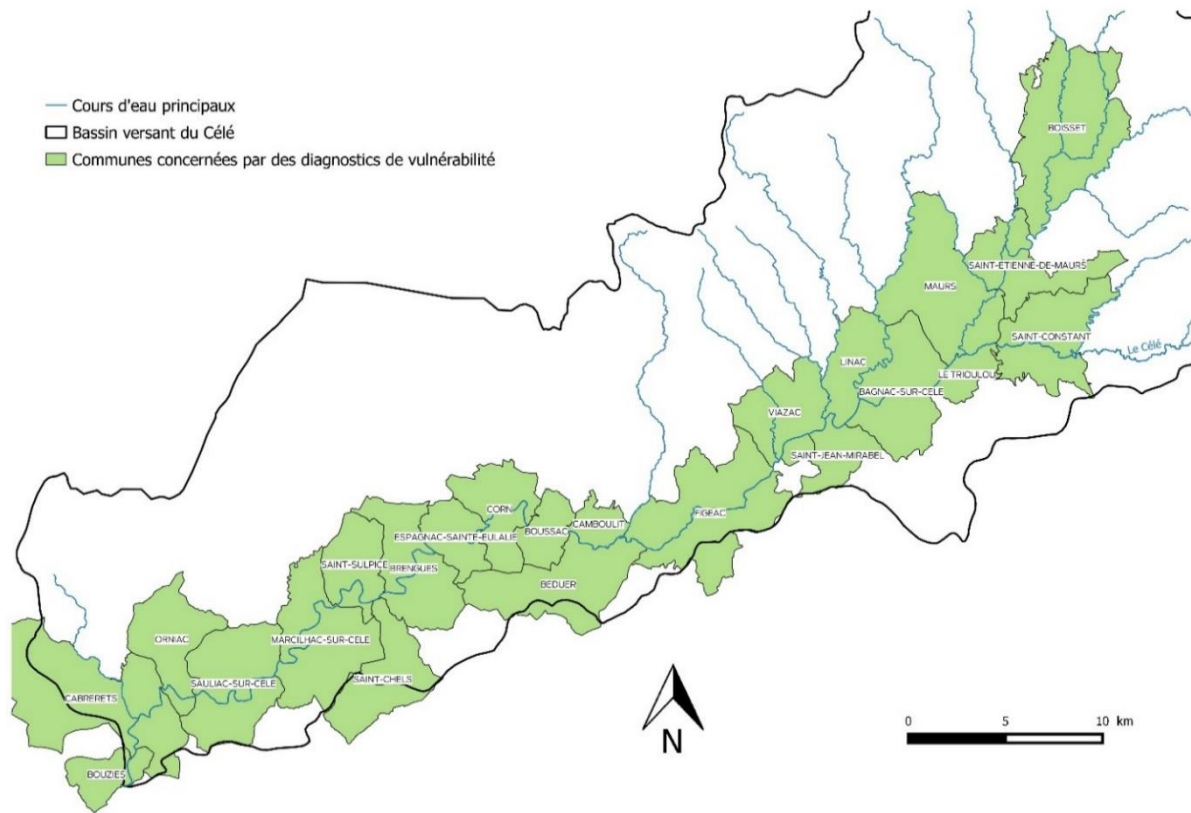 Cours d'eau principaux
Bassin versant du Célé
Communes concernées par des diagnostics de vulnérabilité
BOISSET
SAINT-ETIENNE-DE-MAURS
MAURS
SAINT-CONSTANT
Le Célé
LINAC
LE TRIOULOU
BAGNAC-SUR-CELE
VIAZAC
SAINT-JEAN-MIRABEL
CORN
FIGEAC
CAMBOULIT
BOUSSAC
ESPAGNAC-SAINTE-EULALIE
SAINT-SULPICE
BRENGUES
BEDUER
ORNIAC
MARCILHAC-SUR-CELE
SAINT-CHELS
SAULIAC-SUR-CELE
CABRERETS
BOUZIES
N
0 5 10 km